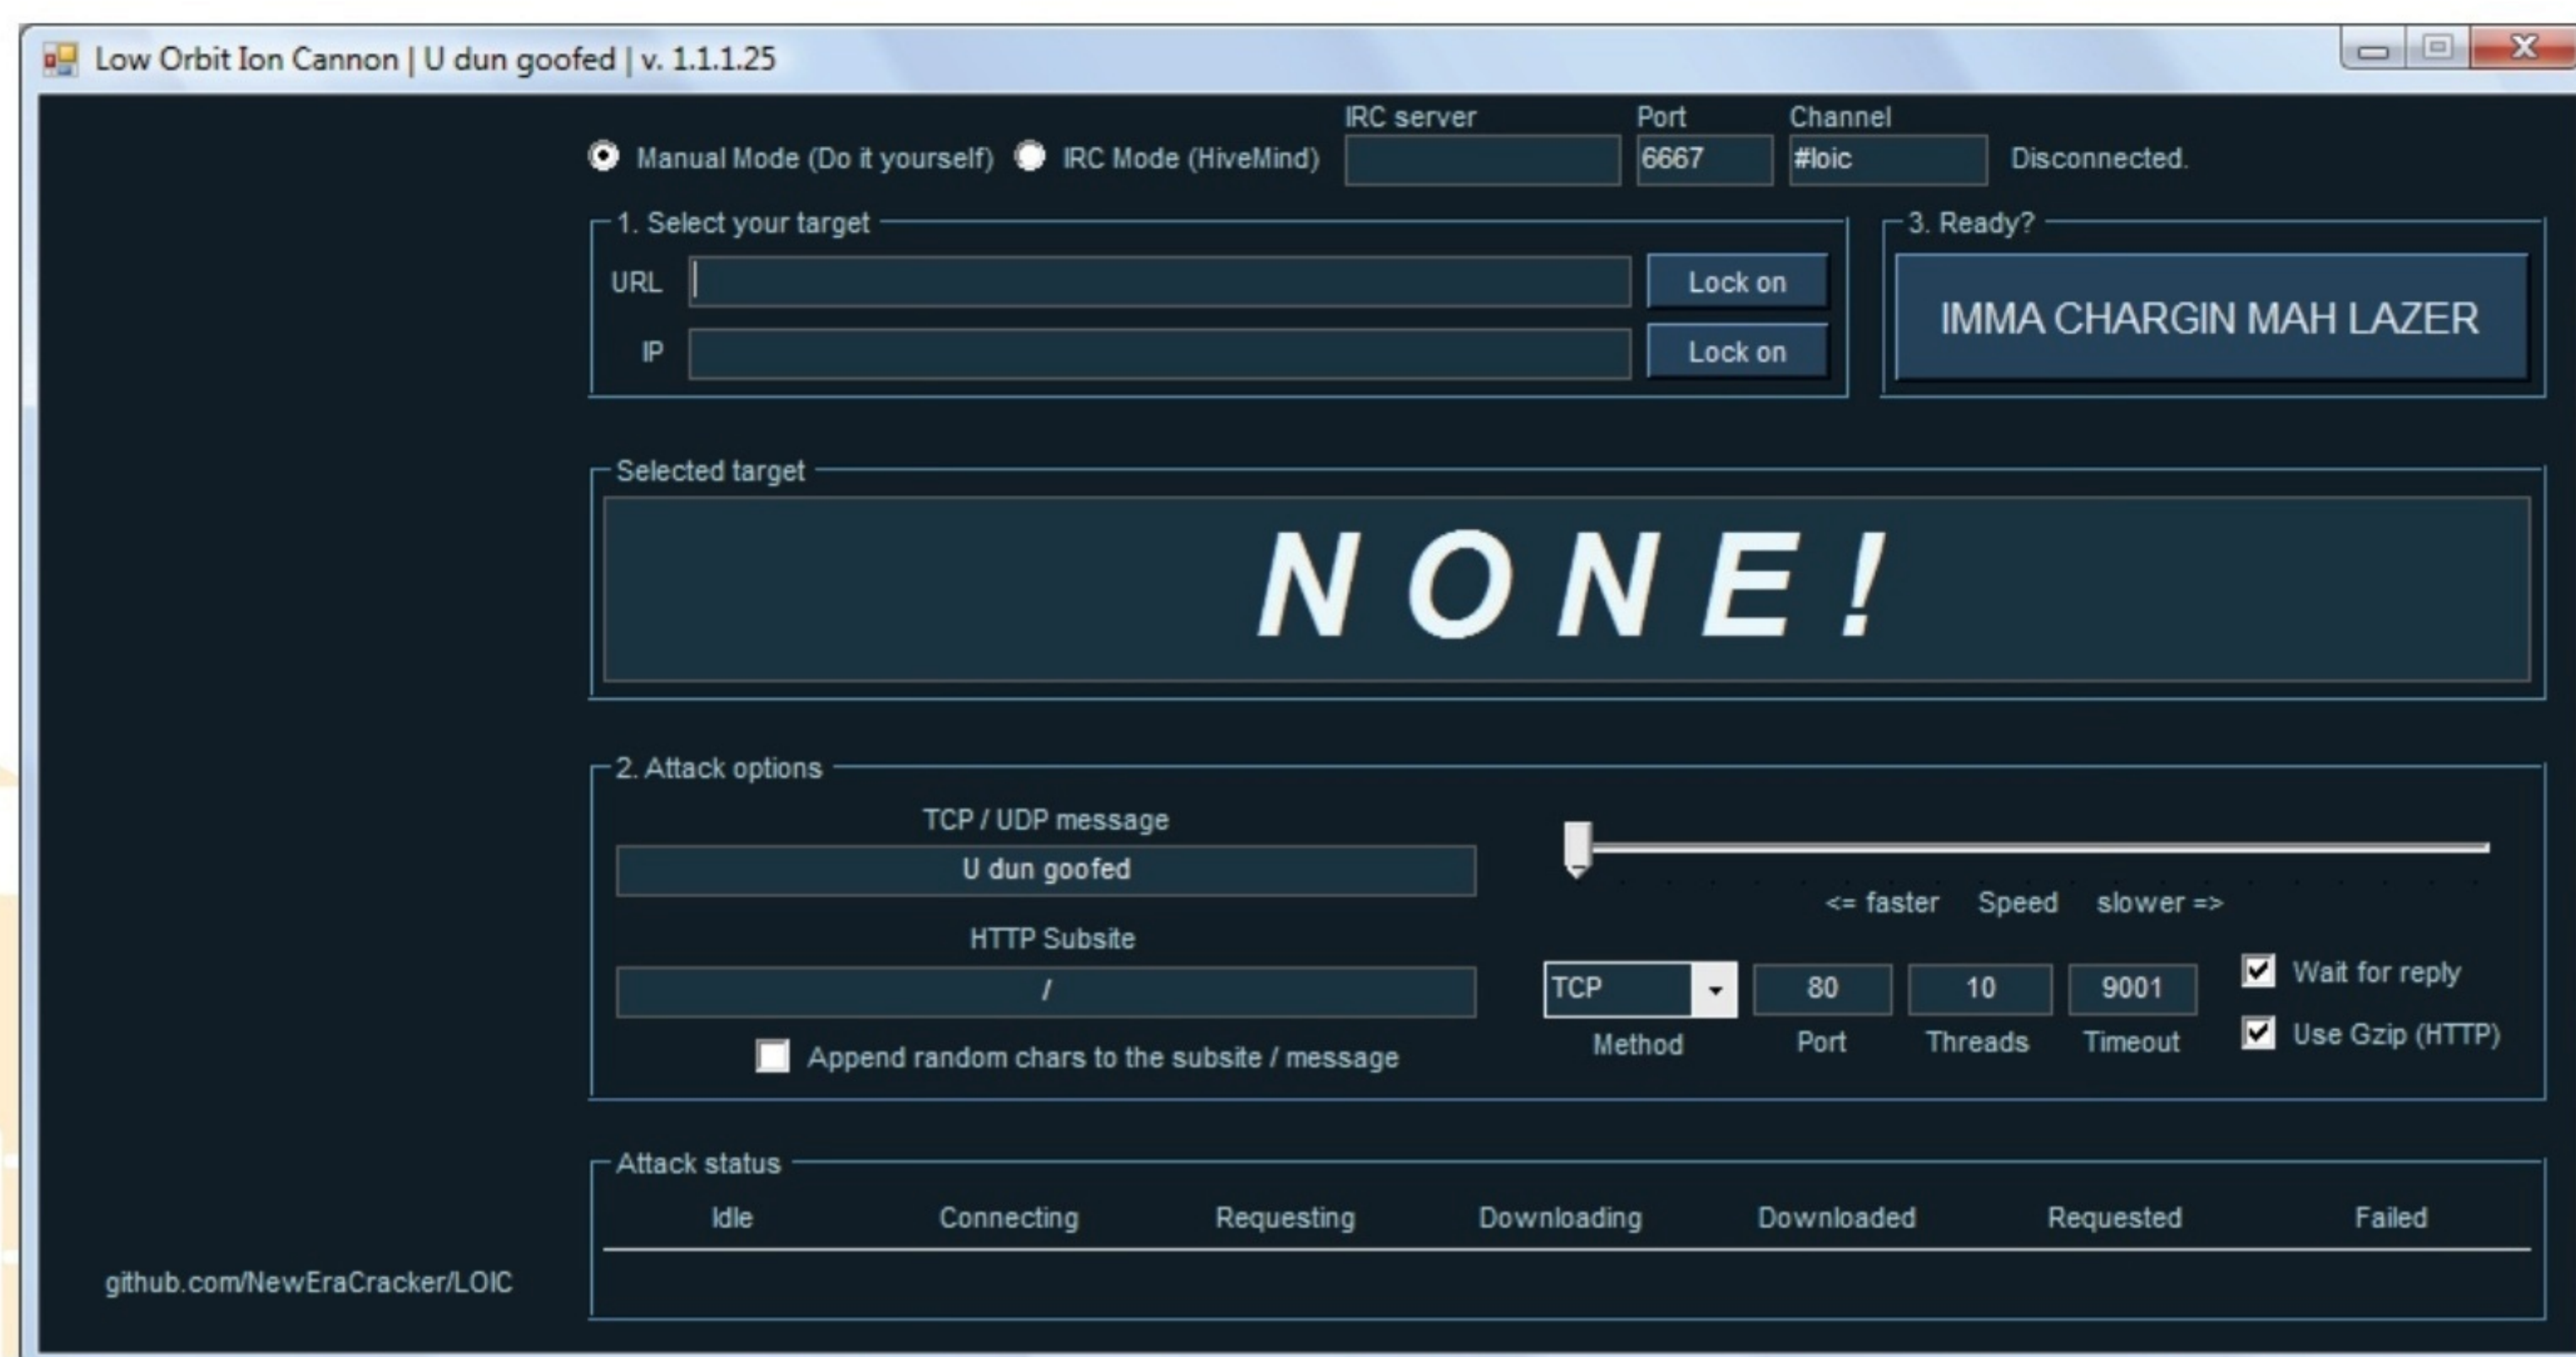 Low Orbit Ion Cannon | U dun goofed | v. 1.1.1.25
IRC server Port Channel
Manual Mode (Do it yourself) IRC Mode (HiveMind) 6667 #loic Disconnected.
1. Select your target 3. Ready?
URL Lock on
IMMA CHARGIN MAH LAZER
IP Lock on
Selected target
N O N E !
2. Attack options
TCP / UDP message
U dun goofed
<= faster Speed slower =>
HTTP Subsite
/ TCP 80 10 9001 Wait for reply
Method Port Threads Timeout Use Gzip (HTTP)
Append random chars to the subsite / message
Attack status
Idle Connecting Requesting Downloading Downloaded Requested Failed
github.com/NewEraCracker/LOIC